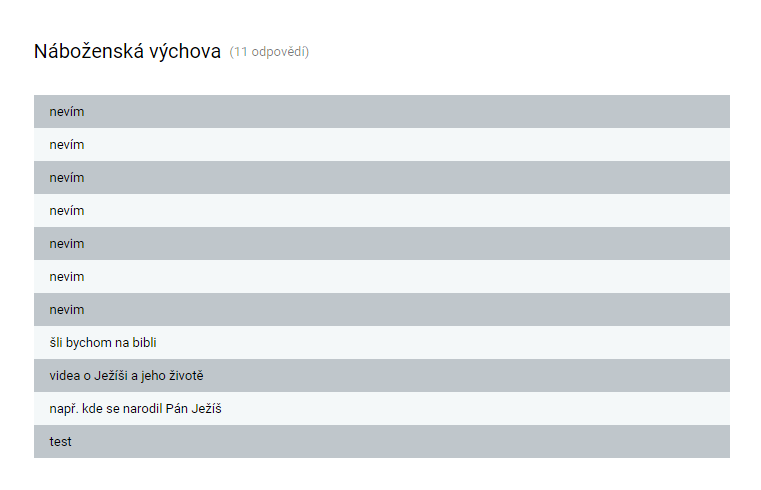 Náboženská výchova (11 odpovědí)
nevím
nevím
nevím
nevím
nevim
nevim
nevim
šli bychom na bibli
videa o Ježíši a jeho životě
např. kde se narodil Pán Ježíš
test